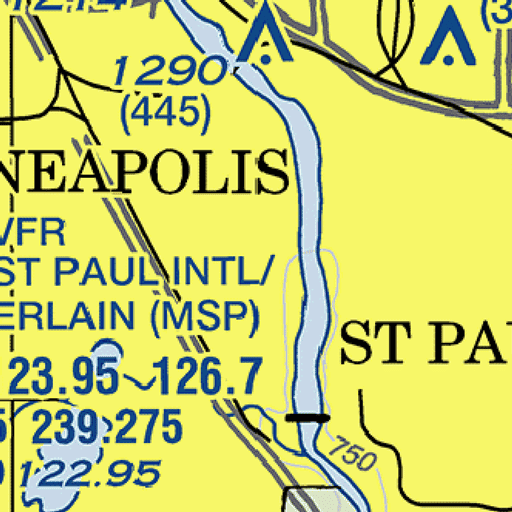 1290
(445)
NEAPOLIS
VFR
ST PAUL INTL/
ERLAIN (MSP)
ST PA
23.95 126.7
239.275
122.95
750